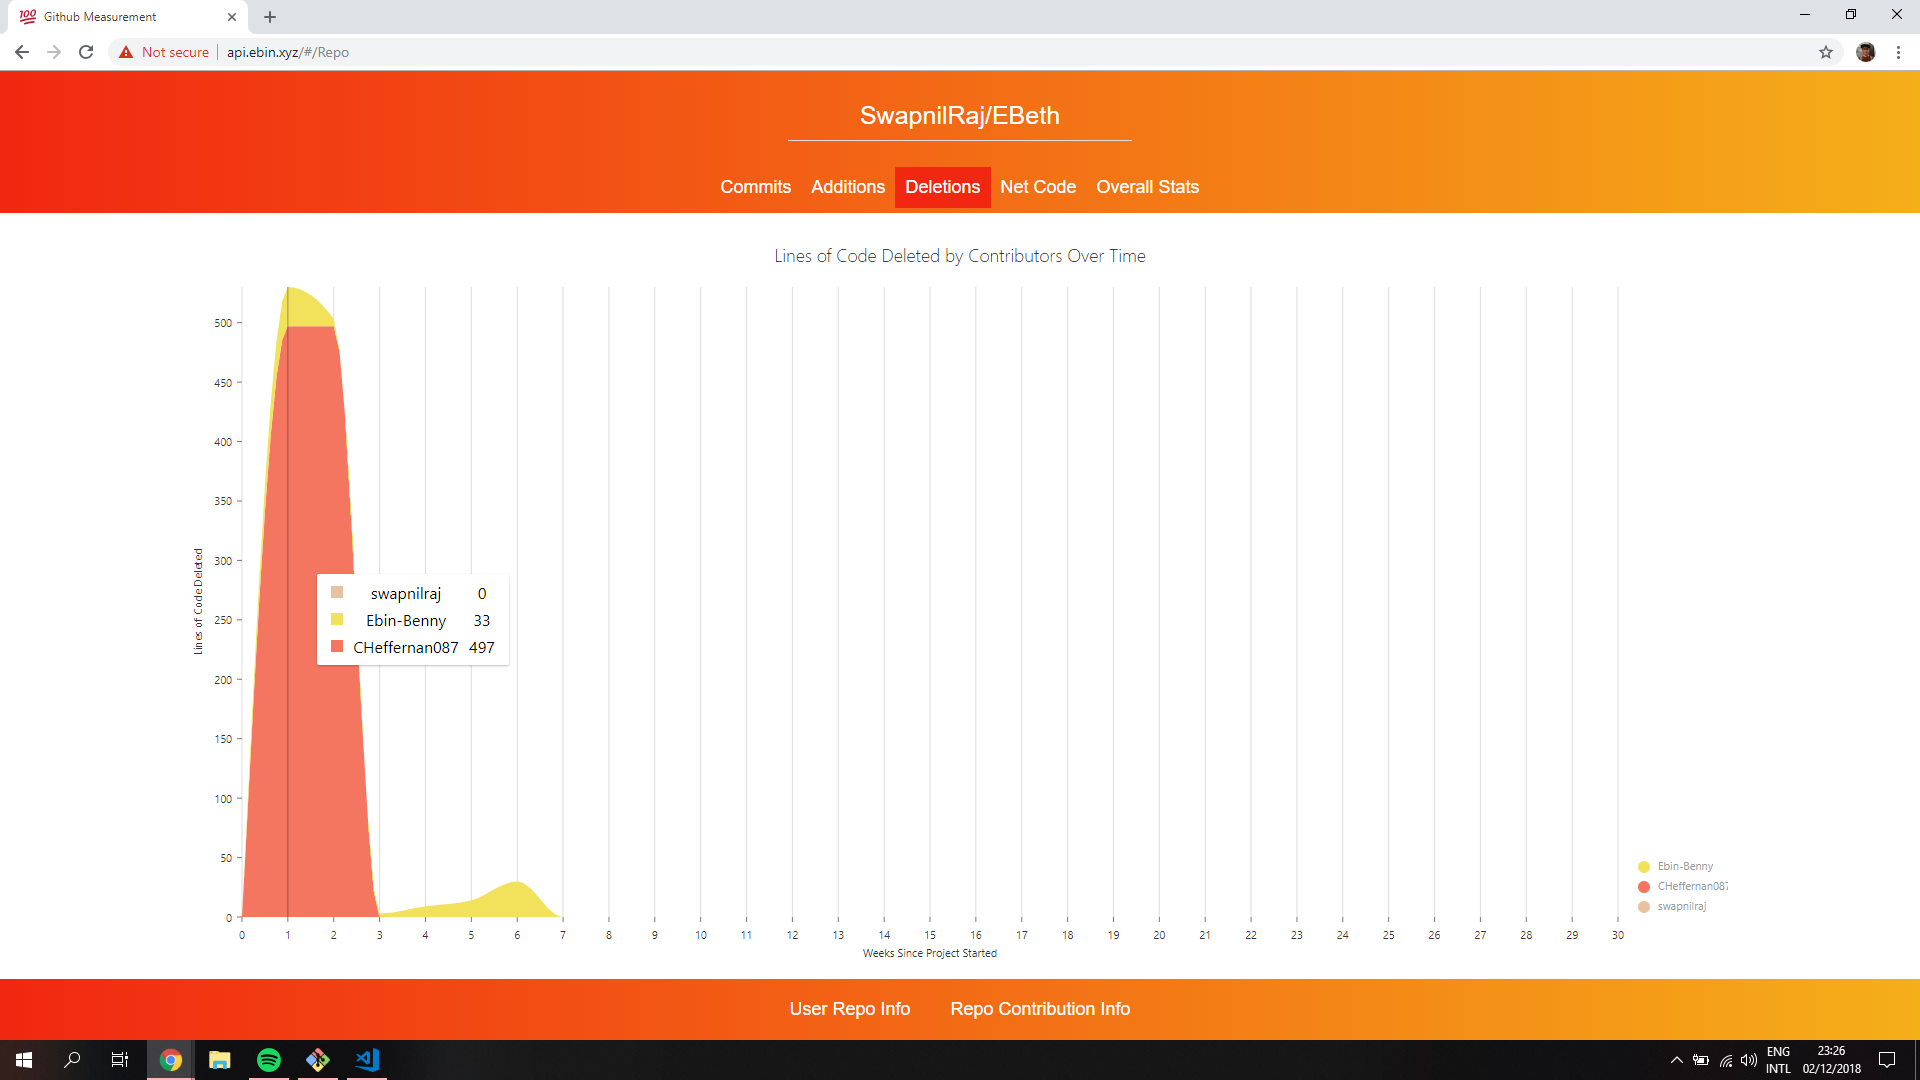 Github Measurement
Not secure
api.ebin.xyz/#/Repo
SwapnilRaj/EBeth
Commits Additions Deletions Net Code Overall Stats
Lines of Code Deleted by Contributors Over Time
500
450
400
350
300
250
200
150
100
50
0
Lines of Code Deleted
swapnilraj 0
Ebin-Benny 33
CHeffernan087 497
0 1 2 3 4 5 6 7 8 9 10 11 12 13 14 15 16 17 18 19 20 21 22 23 24 25 26 27 28 29 30
Weeks Since Project Started
Ebin-Benny
CHeffernan087
swapnilraj
User Repo Info Repo Contribution Info
ENG
INTL
23:26
02/12/2018